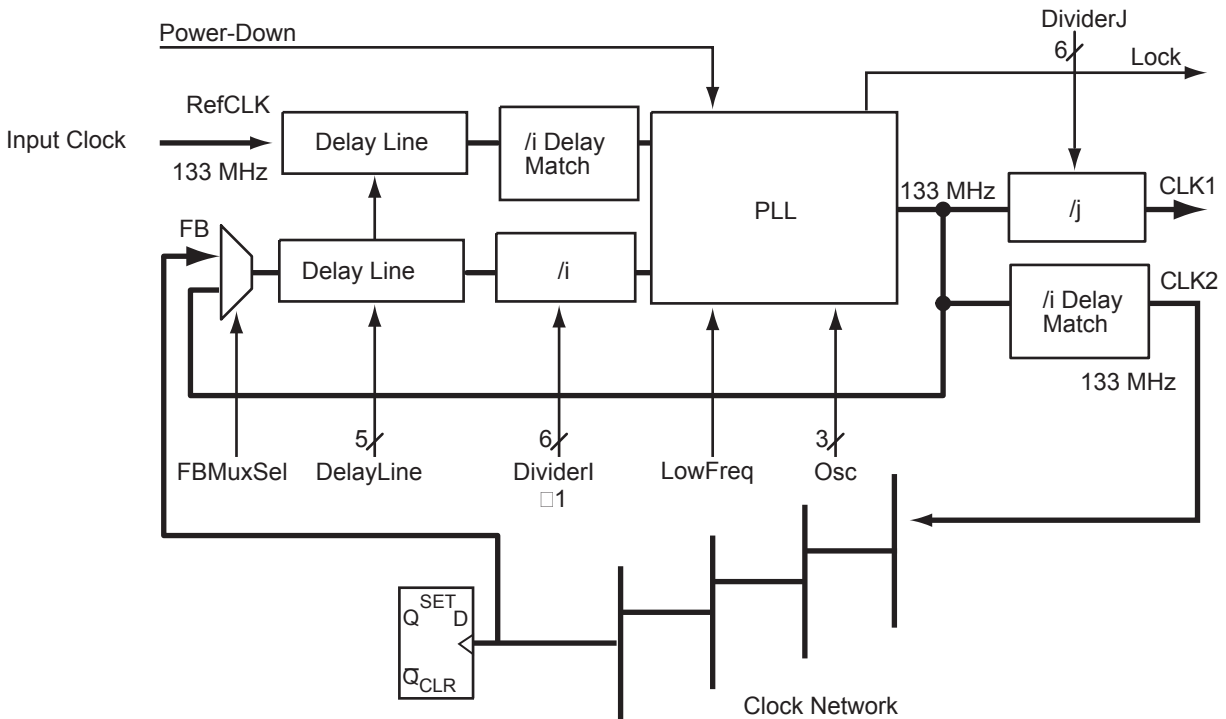 DividerJ
Power-Down
6
Lock
RefCLK
Input Clock
Delay Line
/i Delay
Match
133 MHz
PLL
133 MHz
/j
CLK1
FB
Delay Line
/i
/i Delay
Match
CLK2
133 MHz
5
6
3
FBMuxSel
DelayLine
DividerI
LowFreq
Osc
□1
SET
Q
D
Q̅
CLR
Clock Network